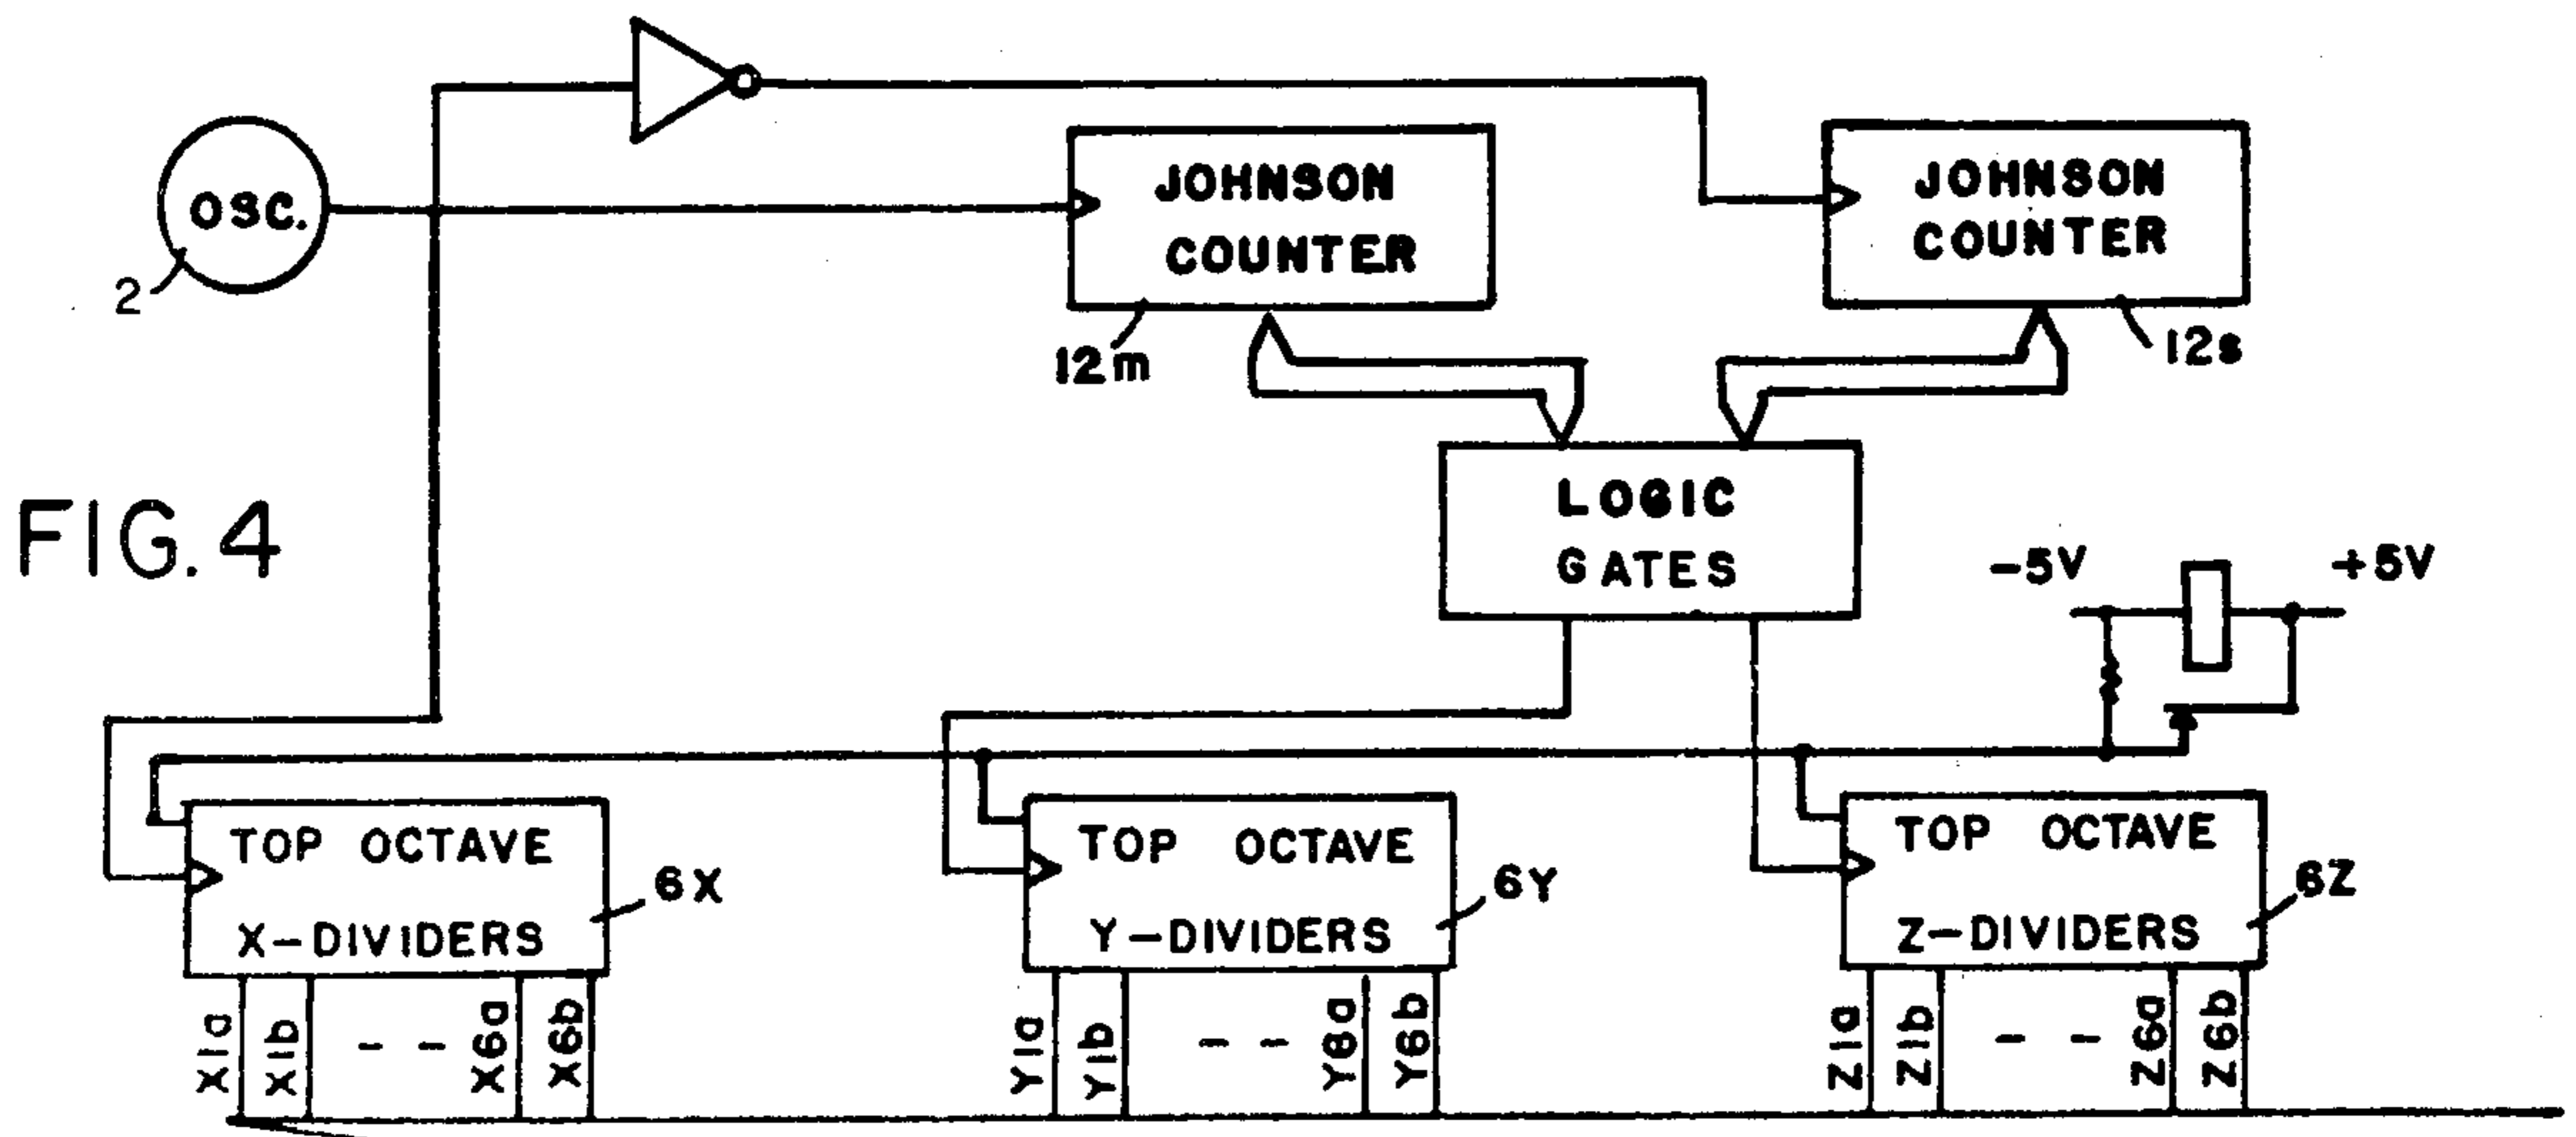 OSC.
2
JOHNSON
COUNTER
12m
JOHNSON
COUNTER
12s
LOGIC
GATES
FIG. 4
-5V
+5V
TOP OCTAVE
X-DIVIDERS
6X
TOP OCTAVE
Y-DIVIDERS
6Y
TOP OCTAVE
Z-DIVIDERS
6Z
X1a
X1b
- -
X6a
X6b
Y1a
Y1b
- -
Y6a
Y6b
Z1a
Z1b
- -
Z6a
Z6b